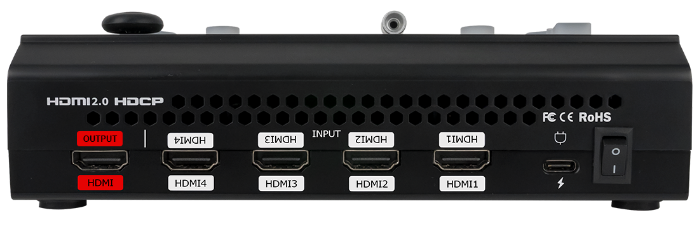 HDMI2.0 HDCP
FC CE RoHS
OUTPUT HDMI4 HDMI3 INPUT HDMI2 HDMI1
HDMI HDMI4 HDMI3 HDMI2 HDMI1
O
I